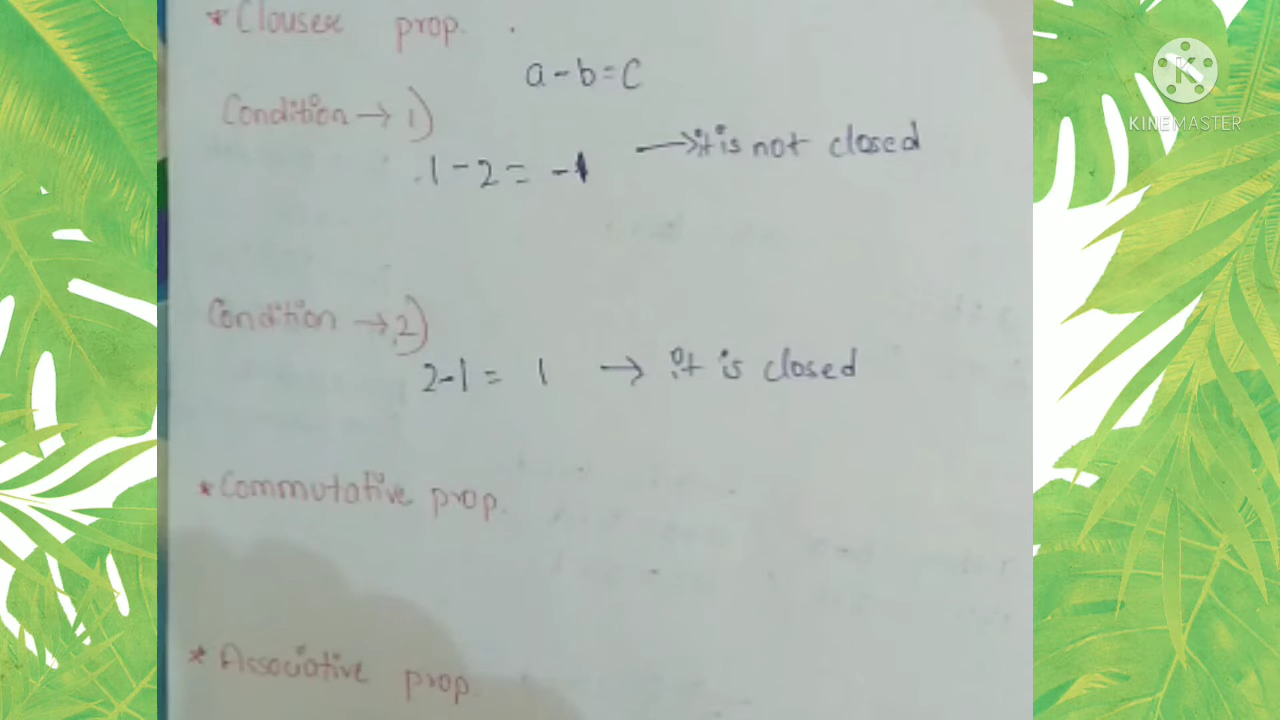 * Clouser prop.
a - b = c
Condition → 1)
1 - 2 = -1 → it is not closed
Condition → 2)
2 - 1 = 1 → it is closed
* Commutative prop.
* Associative prop.
K
KINEMASTER